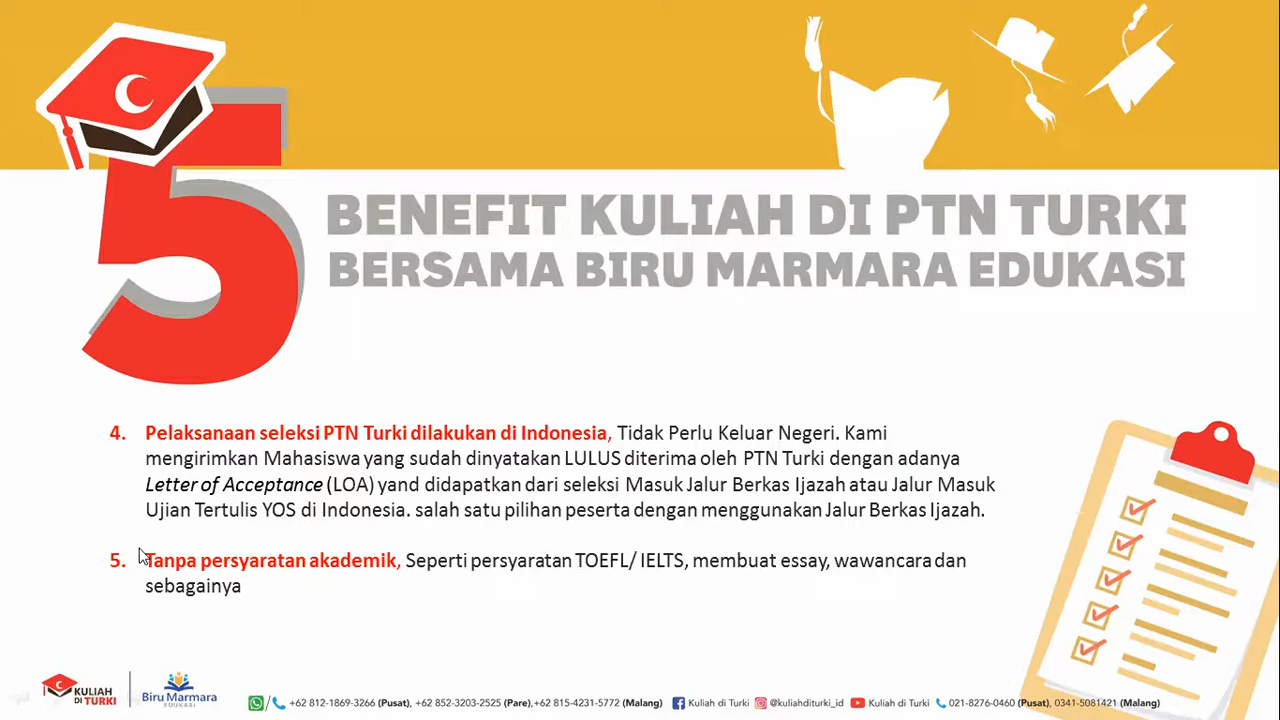 5
BENEFIT KULIAH DI PTN TURKI
BERSAMA BIRU MARMARA EDUKASI
4. Pelaksanaan seleksi PTN Turki dilakukan di Indonesia, Tidak Perlu Keluar Negeri. Kami
mengirimkan Mahasiswa yang sudah dinyatakan LULUS diterima oleh PTN Turki dengan adanya
Letter of Acceptance (LOA) yand didapatkan dari seleksi Masuk Jalur Berkas Ijazah atau Jalur Masuk
Ujian Tertulis YOS di Indonesia. salah satu pilihan peserta dengan menggunakan Jalur Berkas Ijazah.
5. Tanpa persyaratan akademik, Seperti persyaratan TOEFL/ IELTS, membuat essay, wawancara dan
sebagainya
KULIAH
DI TURKI
Biru Marmara
EDUKASI
/ +62 812-1869-3266 (Pusat), +62 852-3203-2525 (Pare),+62 815-4231-5772 (Malang) Kuliah di Turki @kuliahditurki_id Kuliah di Turki 021-8276-0460 (Pusat), 0341-5081421 (Malang)